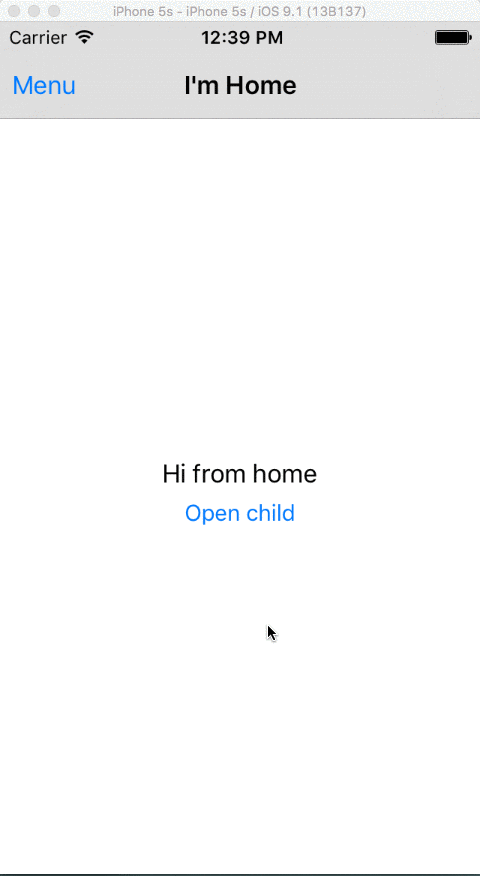 iPhone 5s - iPhone 5s / iOS 9.1 (13B137)
Carrier 12:39 PM
Menu I'm Home
Hi from home
Open child